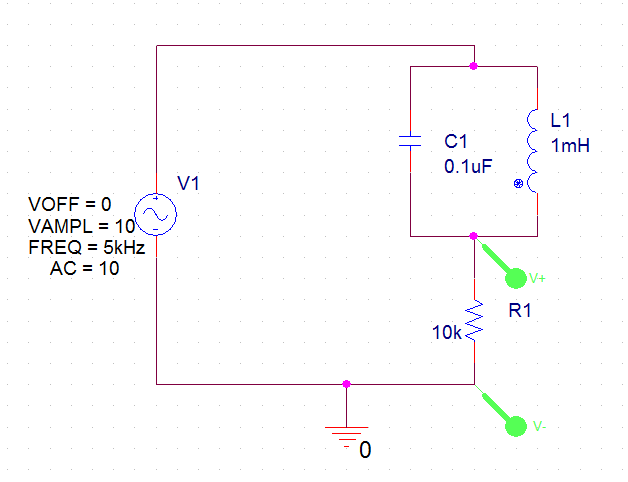 V1
VOFF = 0
VAMPL = 10
FREQ = 5kHz
AC = 10
C1
0.1uF
L1
1mH
V+
R1
10k
V-
0